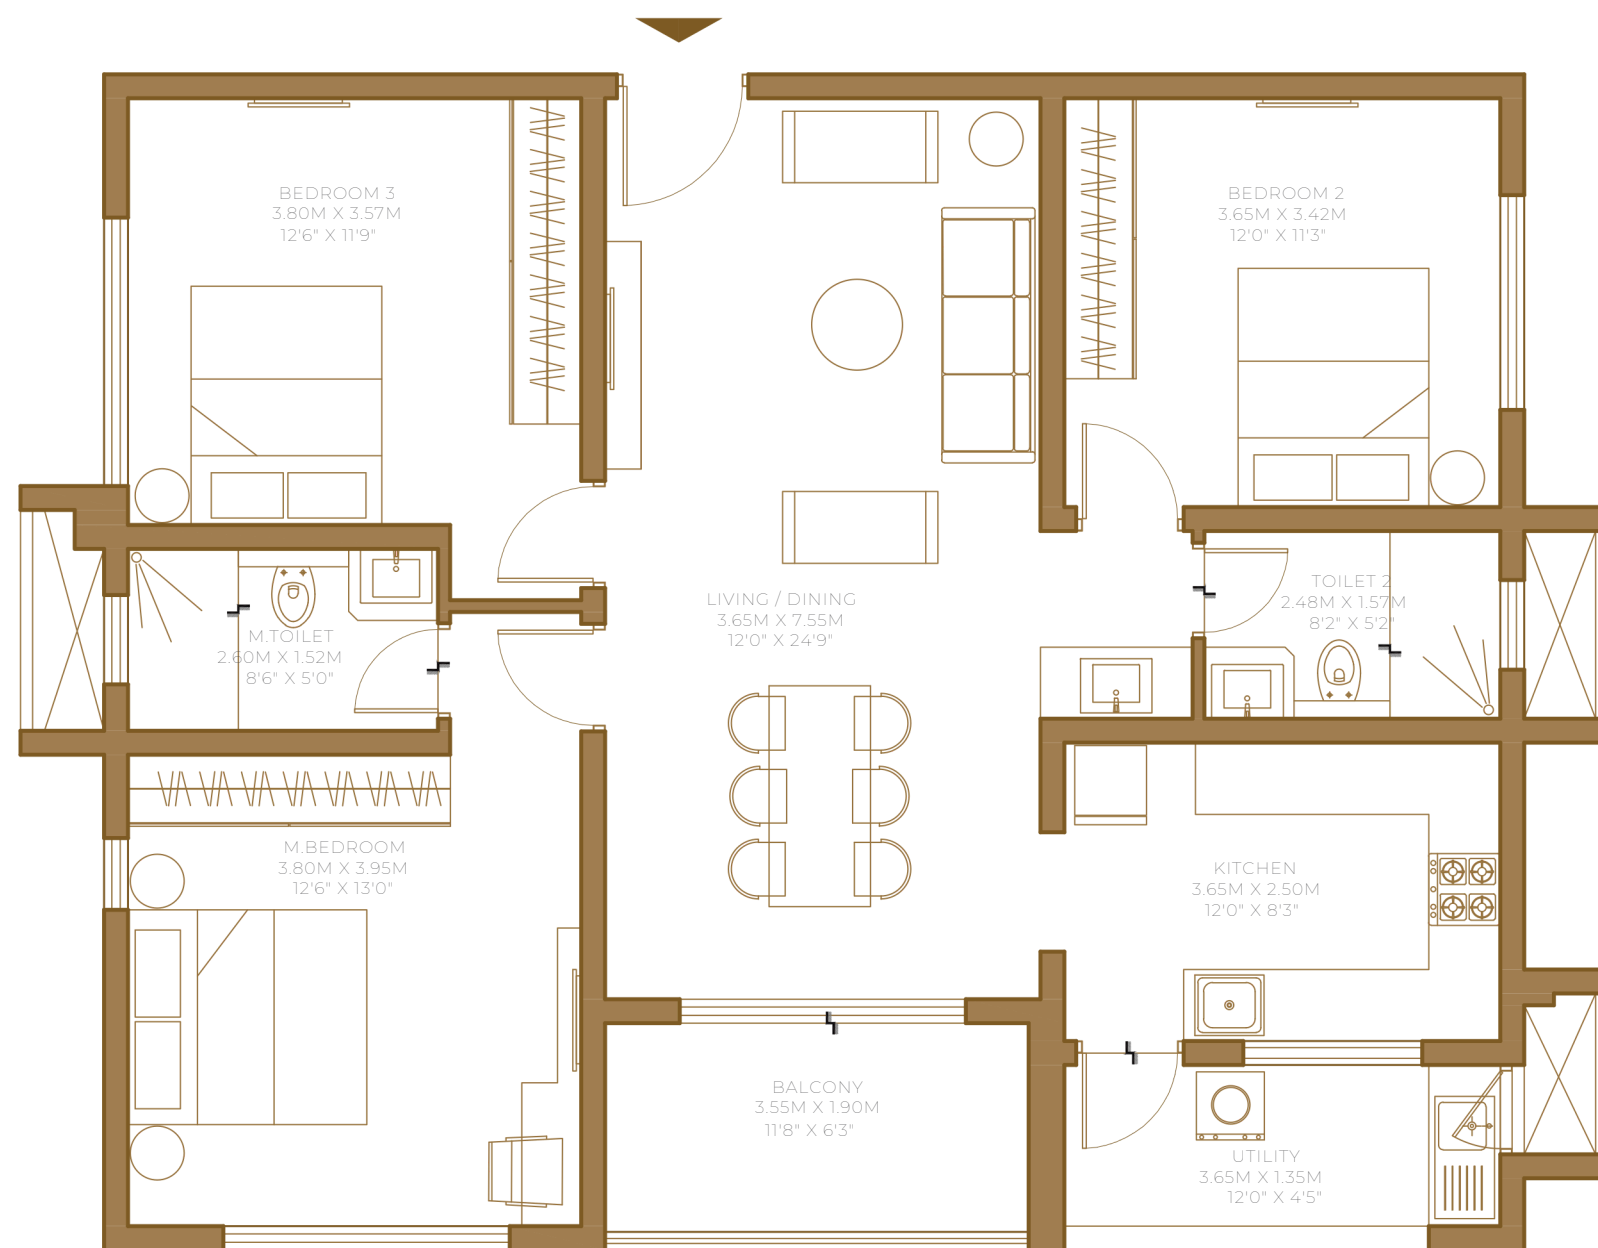 BEDROOM 3
3.80M X 3.57M
12'6" X 11'9"
BEDROOM 2
3.65M X 3.42M
12'0" X 11'3"
LIVING / DINING
3.65M X 7.55M
12'0" X 24'9"
TOILET 2
2.48M X 1.57M
8'2" X 5'2"
M.TOILET
2.60M X 1.52M
8'6" X 5'0"
M.BEDROOM
3.80M X 3.95M
12'6" X 13'0"
KITCHEN
3.65M X 2.50M
12'0" X 8'3"
BALCONY
3.55M X 1.90M
11'8" X 6'3"
UTILITY
3.65M X 1.35M
12'0" X 4'5"